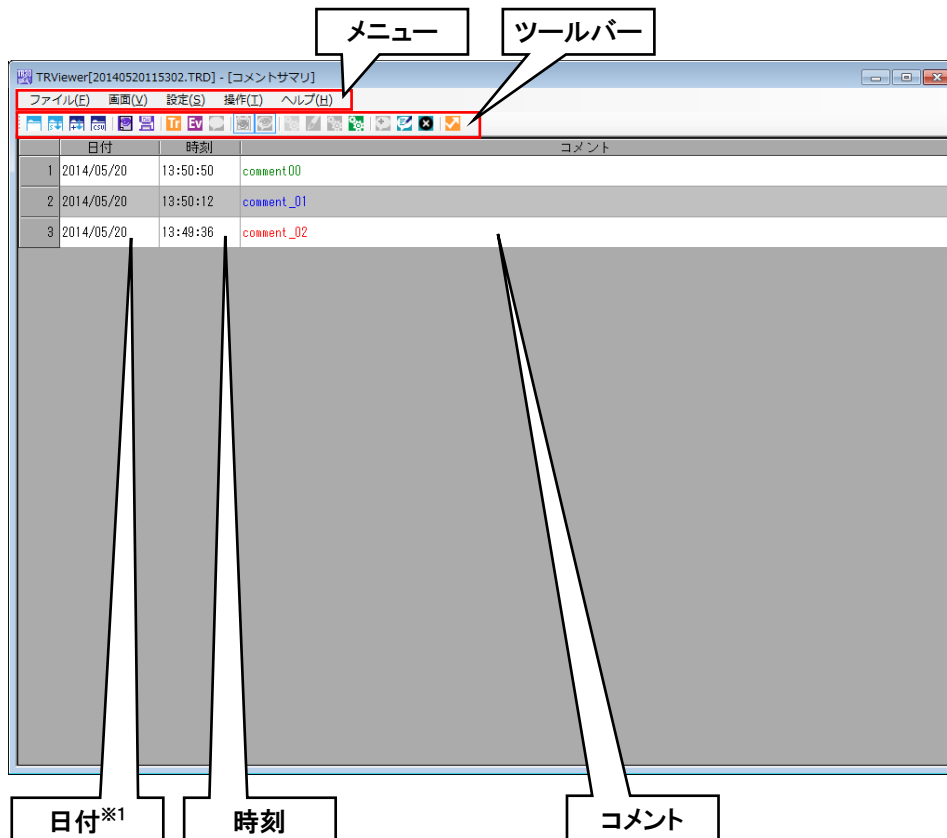 メニュー
ツールバー
TRViewer[20140520115302.TRD] - [コメントサマリ]
ファイル(F) 画面(V) 設定(S) 操作(I) ヘルプ(H)
CSV Tr Ev
日付 時刻 コメント
1 2014/05/20 13:50:50 comment00
2 2014/05/20 13:50:12 comment_01
3 2014/05/20 13:49:36 comment_02
日付※1
時刻
コメント